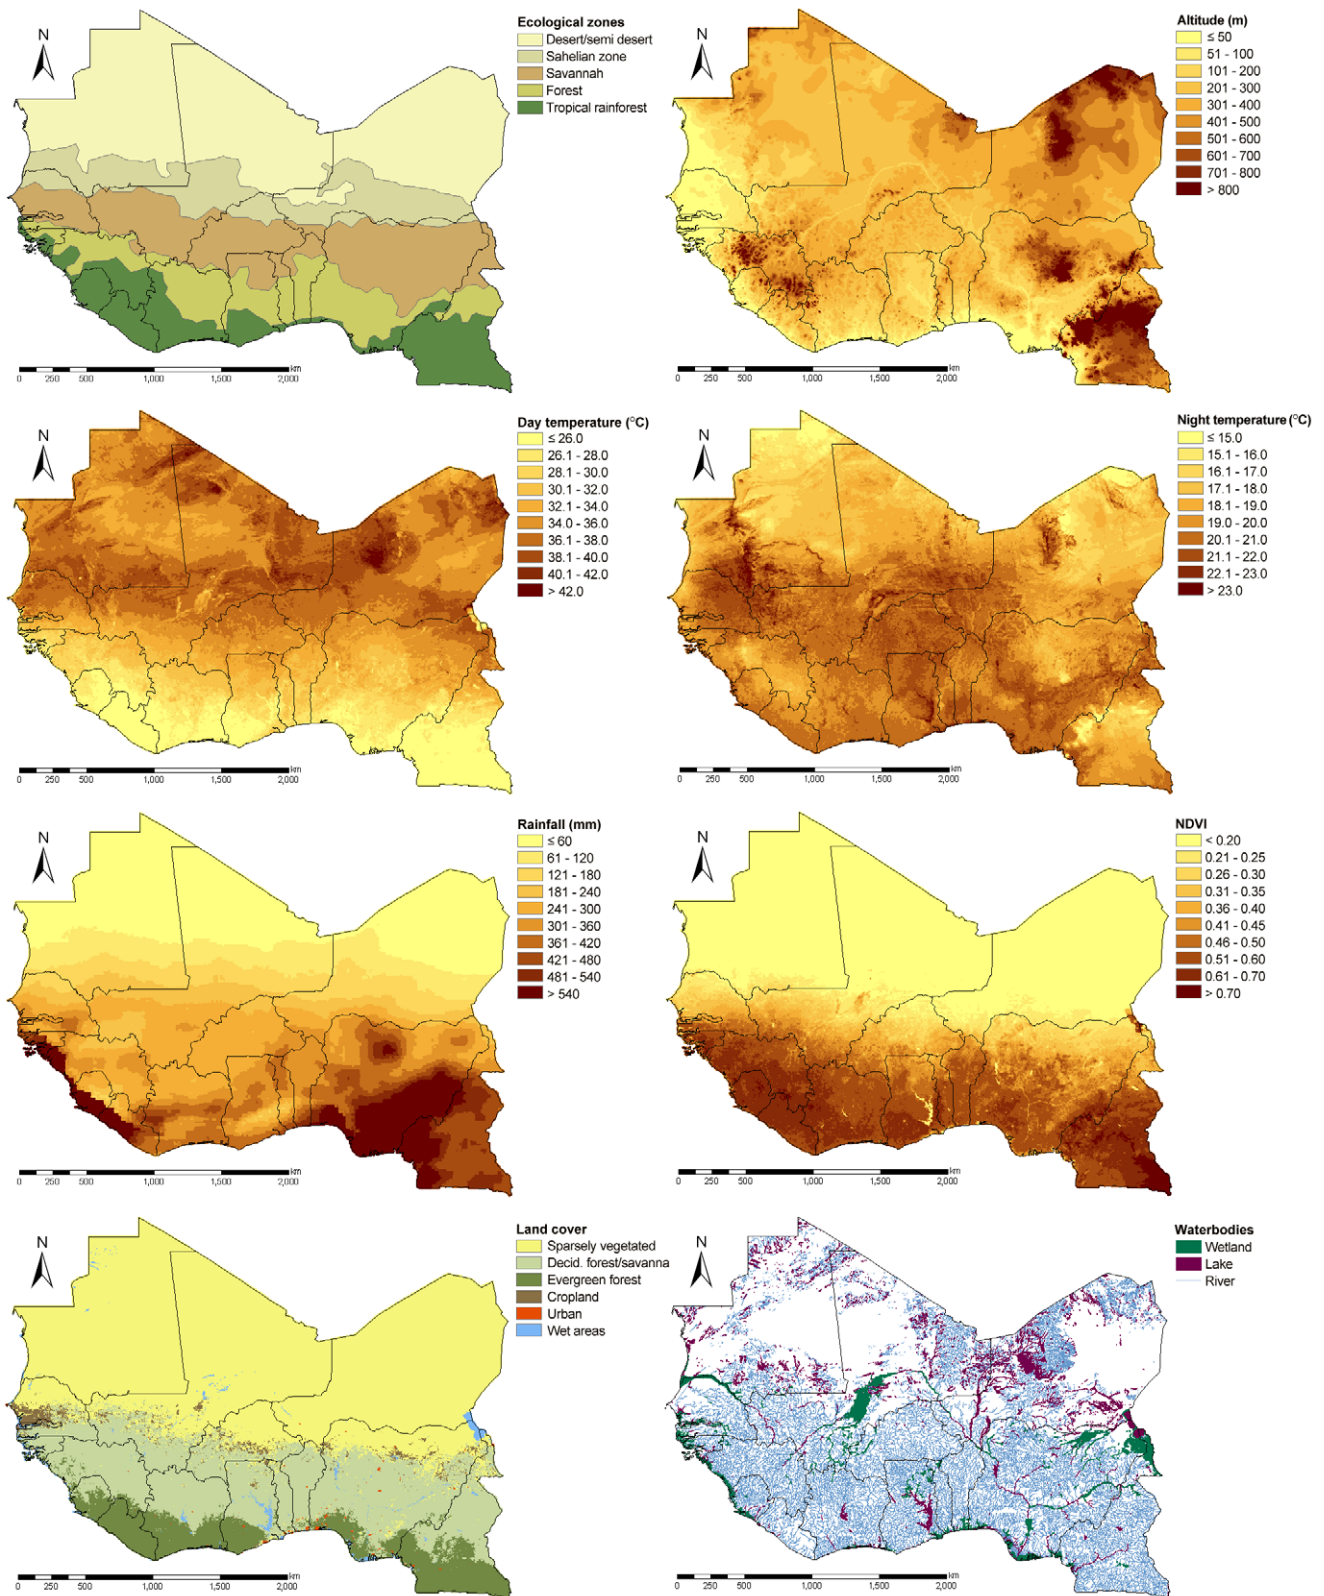 N
Ecological zones
Desert/semi desert
Sahelian zone
Savannah
Forest
Tropical rainforest
km
0 250 500 1,000 1,500 2,000
N
Altitude (m)
≤ 50
51 - 100
101 - 200
201 - 300
301 - 400
401 - 500
501 - 600
601 - 700
701 - 800
> 800
km
0 250 500 1,000 1,500 2,000
N
Day temperature (°C)
≤ 26.0
26.1 - 28.0
28.1 - 30.0
30.1 - 32.0
32.1 - 34.0
34.0 - 36.0
36.1 - 38.0
38.1 - 40.0
40.1 - 42.0
> 42.0
km
0 250 500 1,000 1,500 2,000
N
Night temperature (°C)
≤ 15.0
15.1 - 16.0
16.1 - 17.0
17.1 - 18.0
18.1 - 19.0
19.0 - 20.0
20.1 - 21.0
21.1 - 22.0
22.1 - 23.0
> 23.0
km
0 250 500 1,000 1,500 2,000
N
Rainfall (mm)
≤ 60
61 - 120
121 - 180
181 - 240
241 - 300
301 - 360
361 - 420
421 - 480
481 - 540
> 540
km
0 250 500 1,000 1,500 2,000
N
NDVI
< 0.20
0.21 - 0.25
0.26 - 0.30
0.31 - 0.35
0.36 - 0.40
0.41 - 0.45
0.46 - 0.50
0.51 - 0.60
0.61 - 0.70
> 0.70
km
0 250 500 1,000 1,500 2,000
N
Land cover
Sparsely vegetated
Decid. forest/savanna
Evergreen forest
Cropland
Urban
Wet areas
km
0 250 500 1,000 1,500 2,000
N
Waterbodies
Wetland
Lake
River
km
0 250 500 1,000 1,500 2,000